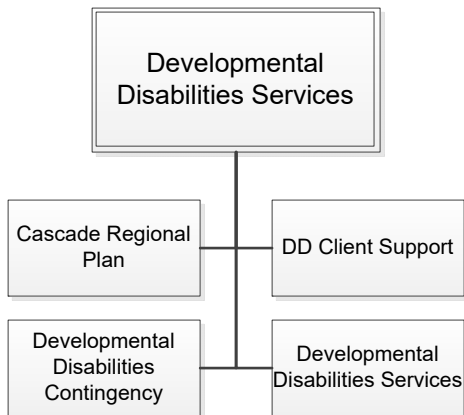 Developmental
Disabilities Services
Cascade Regional
Plan
DD Client Support
Developmental
Disabilities
Contingency
Developmental
Disabilities Services